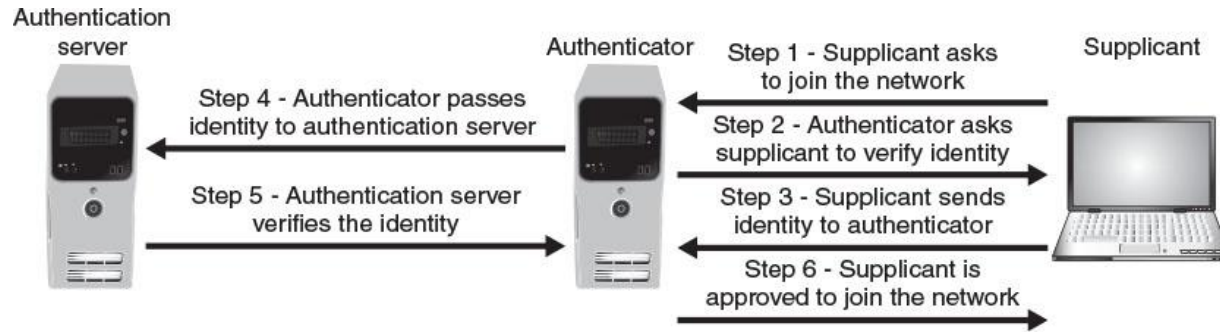 Authentication
server
Authenticator
Supplicant
Step 1 - Supplicant asks
to join the network
Step 2 - Authenticator asks
supplicant to verify identity
Step 3 - Supplicant sends
identity to authenticator
Step 4 - Authenticator passes
identity to authentication server
Step 5 - Authentication server
verifies the identity
Step 6 - Supplicant is
approved to join the network